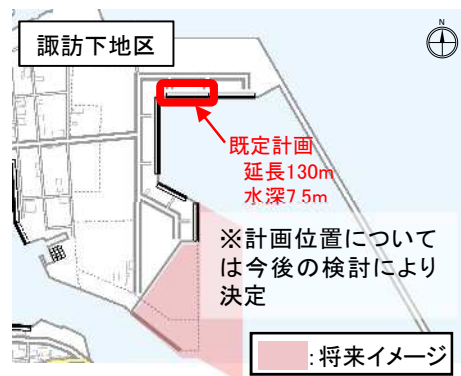 諏訪下地区
N
既定計画
延長130m
水深7.5m
※計画位置について
は今後の検討により
決定
:将来イメージ